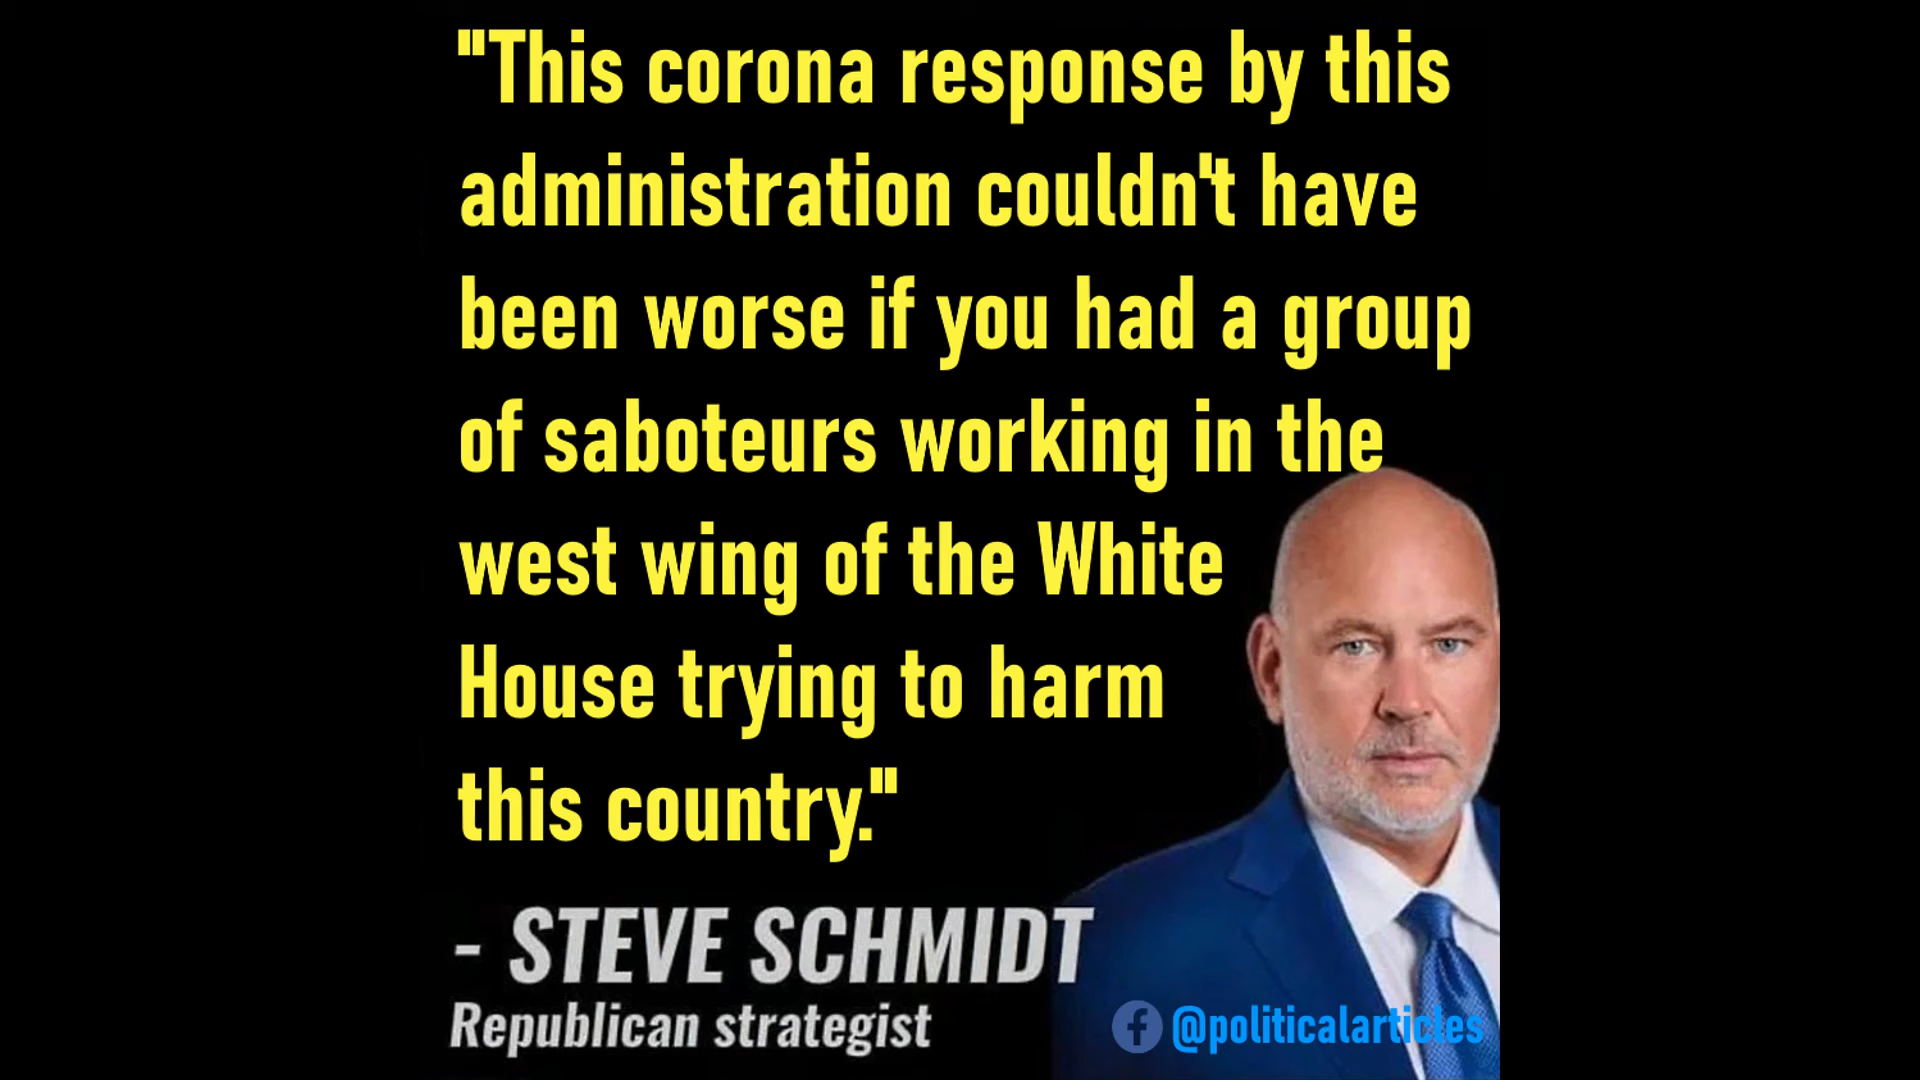 "This corona response by this
administration couldn't have
been worse if you had a group
of saboteurs working in the
west wing of the White
House trying to harm
this country."
- STEVE SCHMIDT
Republican strategist
@politicalarticles